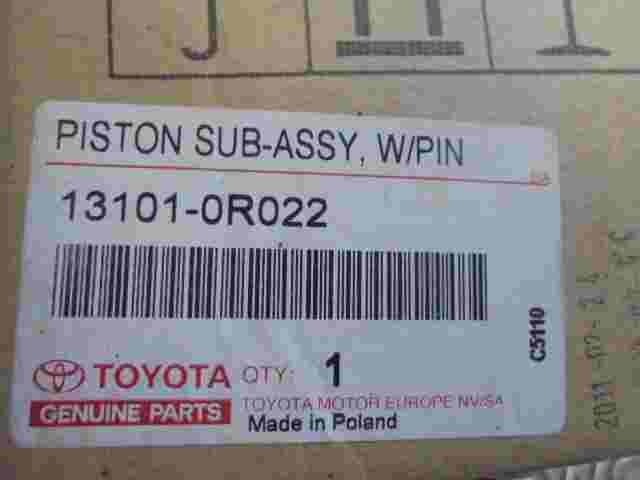 PISTON SUB-ASSY, W/PIN
13101-0R022
C5110
TOYOTA QTY: 1
GENUINE PARTS
TOYOTA MOTOR EUROPE NV/SA
Made in Poland